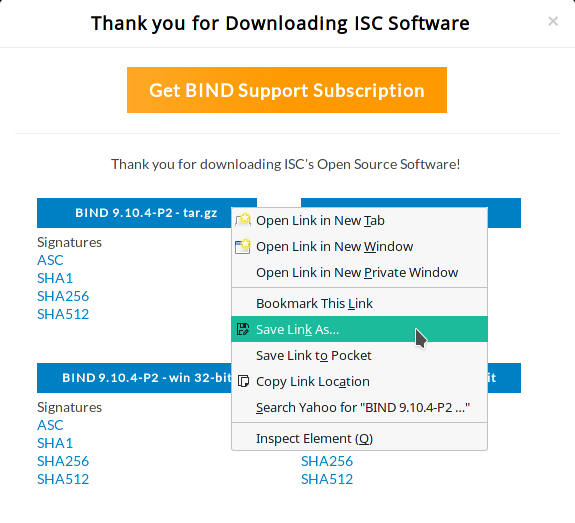 Thank you for Downloading ISC Software
×
Get BIND Support Subscription
Thank you for downloading ISC's Open Source Software!
BIND 9.10.4-P2 - tar.gz
Signatures
ASC
SHA1
SHA256
SHA512
Open Link in New Tab
Open Link in New Window
Open Link in New Private Window
Bookmark This Link
Save Link As...
Save Link to Pocket
Copy Link Location
Search Yahoo for "BIND 9.10.4-P2 ..."
Inspect Element (Q)
BIND 9.10.4-P2 - win 32-bit
Signatures
ASC
SHA1
SHA256
SHA512
SHA256
SHA512